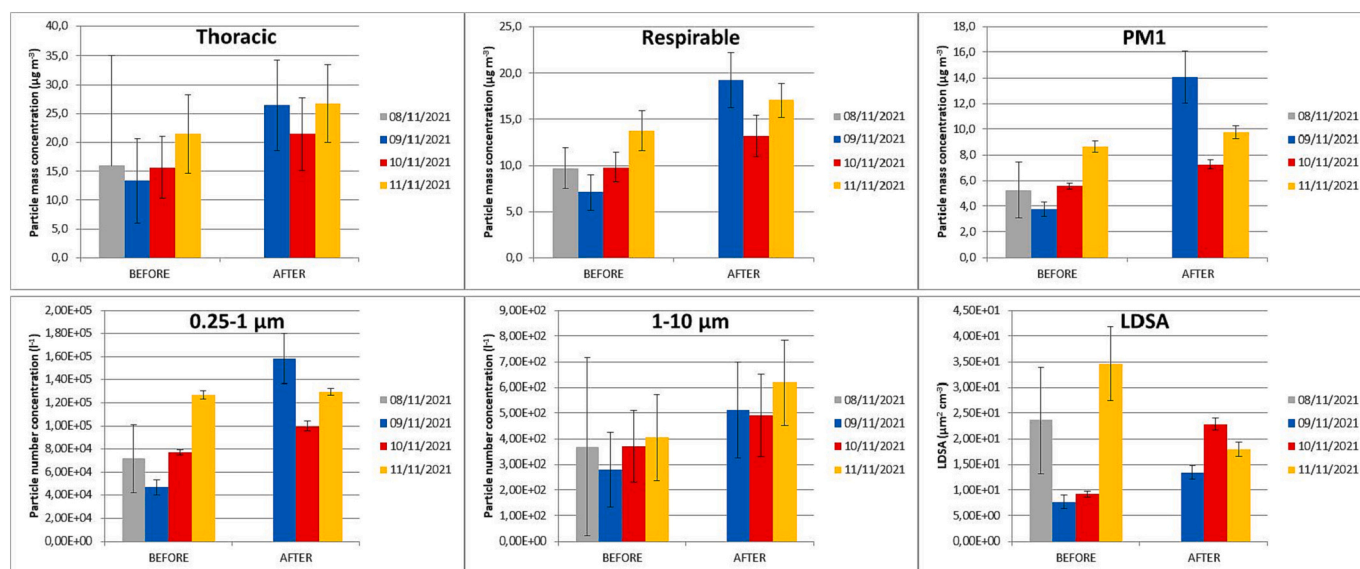 Thoracic
Particle mass concentration (µg m⁻³)
40,0
35,0
30,0
25,0
20,0
15,0
10,0
5,0
0,0
BEFORE AFTER
08/11/2021
09/11/2021
10/11/2021
11/11/2021
Respirable
Particle mass concentration (µg m⁻³)
25,0
20,0
15,0
10,0
5,0
0,0
BEFORE AFTER
08/11/2021
09/11/2021
10/11/2021
11/11/2021
PM1
Particle mass concentration (µg m⁻³)
18,0
16,0
14,0
12,0
10,0
8,0
6,0
4,0
2,0
0,0
BEFORE AFTER
08/11/2021
09/11/2021
10/11/2021
11/11/2021
0.25-1 µm
Particle number concentration (l⁻¹)
2,00E+05
1,80E+05
1,60E+05
1,40E+05
1,20E+05
1,00E+05
8,00E+04
6,00E+04
4,00E+04
2,00E+04
0,00E+00
BEFORE AFTER
08/11/2021
09/11/2021
10/11/2021
11/11/2021
1-10 µm
Particle number concentration (l⁻¹)
9,00E+02
8,00E+02
7,00E+02
6,00E+02
5,00E+02
4,00E+02
3,00E+02
2,00E+02
1,00E+02
0,00E+00
BEFORE AFTER
08/11/2021
09/11/2021
10/11/2021
11/11/2021
LDSA
LDSA (µm² cm⁻³)
4,50E+01
4,00E+01
3,50E+01
3,00E+01
2,50E+01
2,00E+01
1,50E+01
1,00E+01
5,00E+00
0,00E+00
BEFORE AFTER
08/11/2021
09/11/2021
10/11/2021
11/11/2021